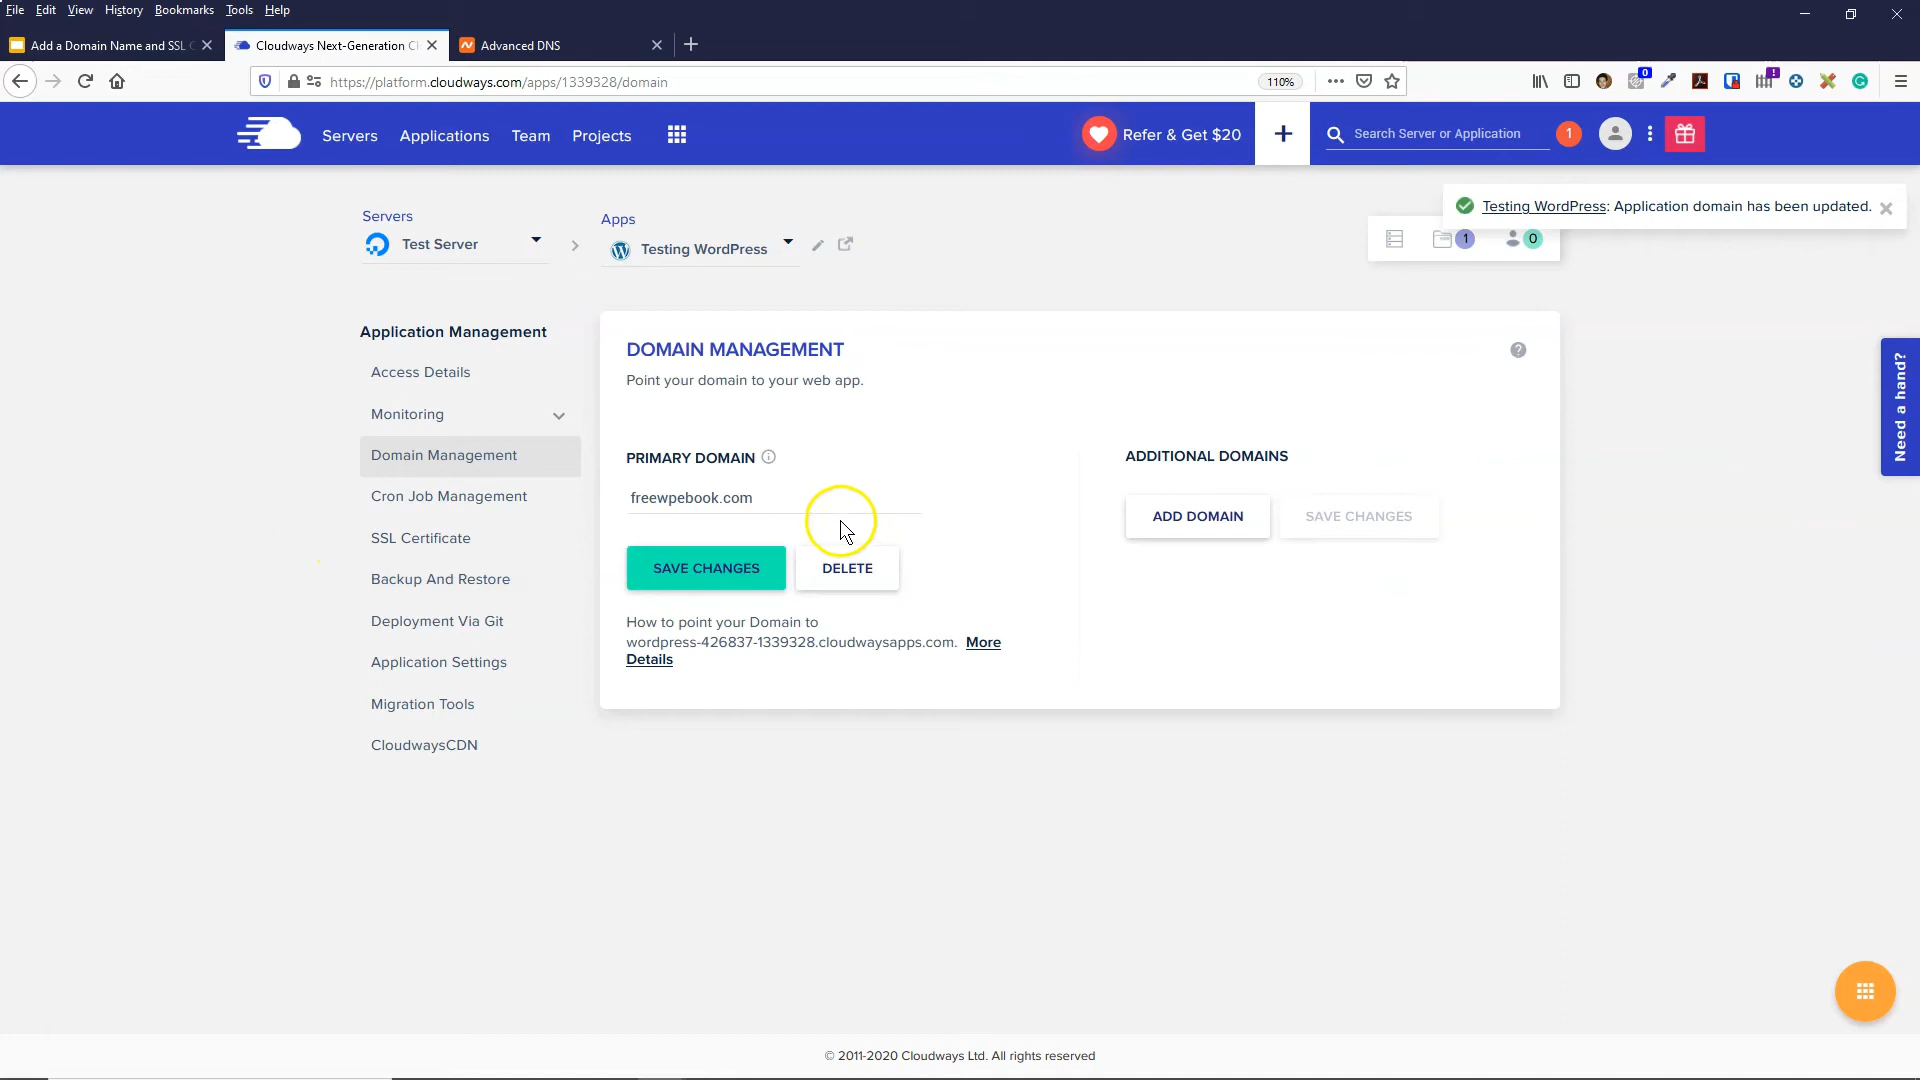 File Edit View History Bookmarks Tools Help
Add a Domain Name and SSL C
Cloudways Next-Generation Cl
Advanced DNS
https://platform.cloudways.com/apps/1339328/domain
110%
0
!
Servers
Applications
Team
Projects
Refer & Get $20
+
Search Server or Application
1
Testing WordPress: Application domain has been updated.
Servers
Test Server
Apps
Testing WordPress
1
0
Application Management
Access Details
Monitoring
Domain Management
Cron Job Management
SSL Certificate
Backup And Restore
Deployment Via Git
Application Settings
Migration Tools
CloudwaysCDN
DOMAIN MANAGEMENT
Point your domain to your web app.
?
PRIMARY DOMAIN
freewpebook.com
SAVE CHANGES
DELETE
How to point your Domain to
wordpress-426837-1339328.cloudwaysapps.com. More
Details
ADDITIONAL DOMAINS
ADD DOMAIN
SAVE CHANGES
Need a hand?
© 2011-2020 Cloudways Ltd. All rights reserved